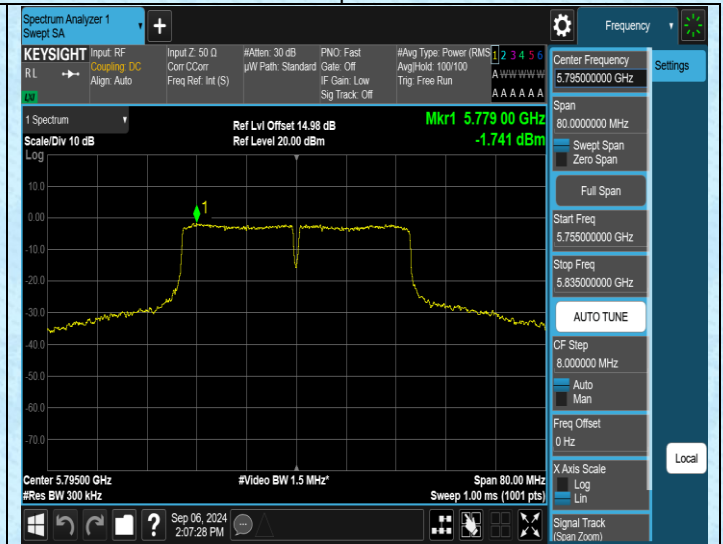 Spectrum Analyzer 1
Swept SA
+
Frequency
KEYSIGHT
RL
LXI
Input: RF
Coupling: DC
Align: Auto
Input Z: 50 Ω
Corr CCorr
Freq Ref: Int (S)
#Atten: 30 dB
µW Path: Standard
PNO: Fast
Gate: Off
IF Gain: Low
Sig Track: Off
#Avg Type: Power (RMS
Avg|Hold: 100/100
Trig: Free Run
1 2 3 4 5 6
A W W W W W
A A A A A A
1 Spectrum
Scale/Div 10 dB
Log
Ref Lvl Offset 14.98 dB
Ref Level 20.00 dBm
Mkr1 5.779 00 GHz
-1.741 dBm
10.0
0.00
-10.0
-20.0
-30.0
-40.0
-50.0
-60.0
-70.0
1
Center 5.79500 GHz
#Res BW 300 kHz
#Video BW 1.5 MHz*
Span 80.00 MHz
Sweep 1.00 ms (1001 pts)
?
Sep 06, 2024
2:07:28 PM
Center Frequency
5.795000000 GHz
Span
80.0000000 MHz
Swept Span
Zero Span
Full Span
Start Freq
5.755000000 GHz
Stop Freq
5.835000000 GHz
AUTO TUNE
CF Step
8.000000 MHz
Auto
Man
Freq Offset
0 Hz
X Axis Scale
Log
Lin
Signal Track
(Span Zoom)
Settings
Local